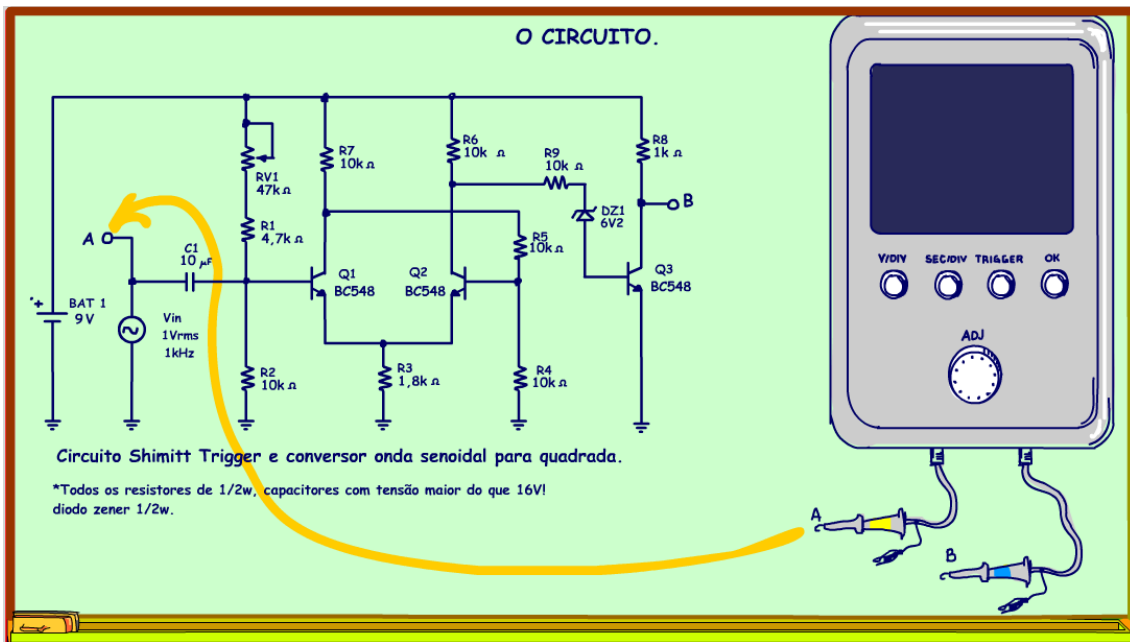 O CIRCUITO.
R7
10k Ω
R6
10k Ω
R9
10k Ω
R8
1k Ω
RV1
47k Ω
B
DZ1
6V2
A
R1
4,7k Ω
R5
10k Ω
C1
10 µF
Q1
BC548
Q2
BC548
Q3
BC548
+
BAT 1
9V
Vin
1Vrms
1kHz
R2
10k Ω
R3
1,8k Ω
R4
10k Ω
Circuito Shimitt Trigger e conversor onda senoidal para quadrada.
*Todos os resistores de 1/2w, capacitores com tensão maior do que 16V!
diodo zener 1/2w.
V/DIV SEC/DIV TRIGGER OK
ADJ
A
B